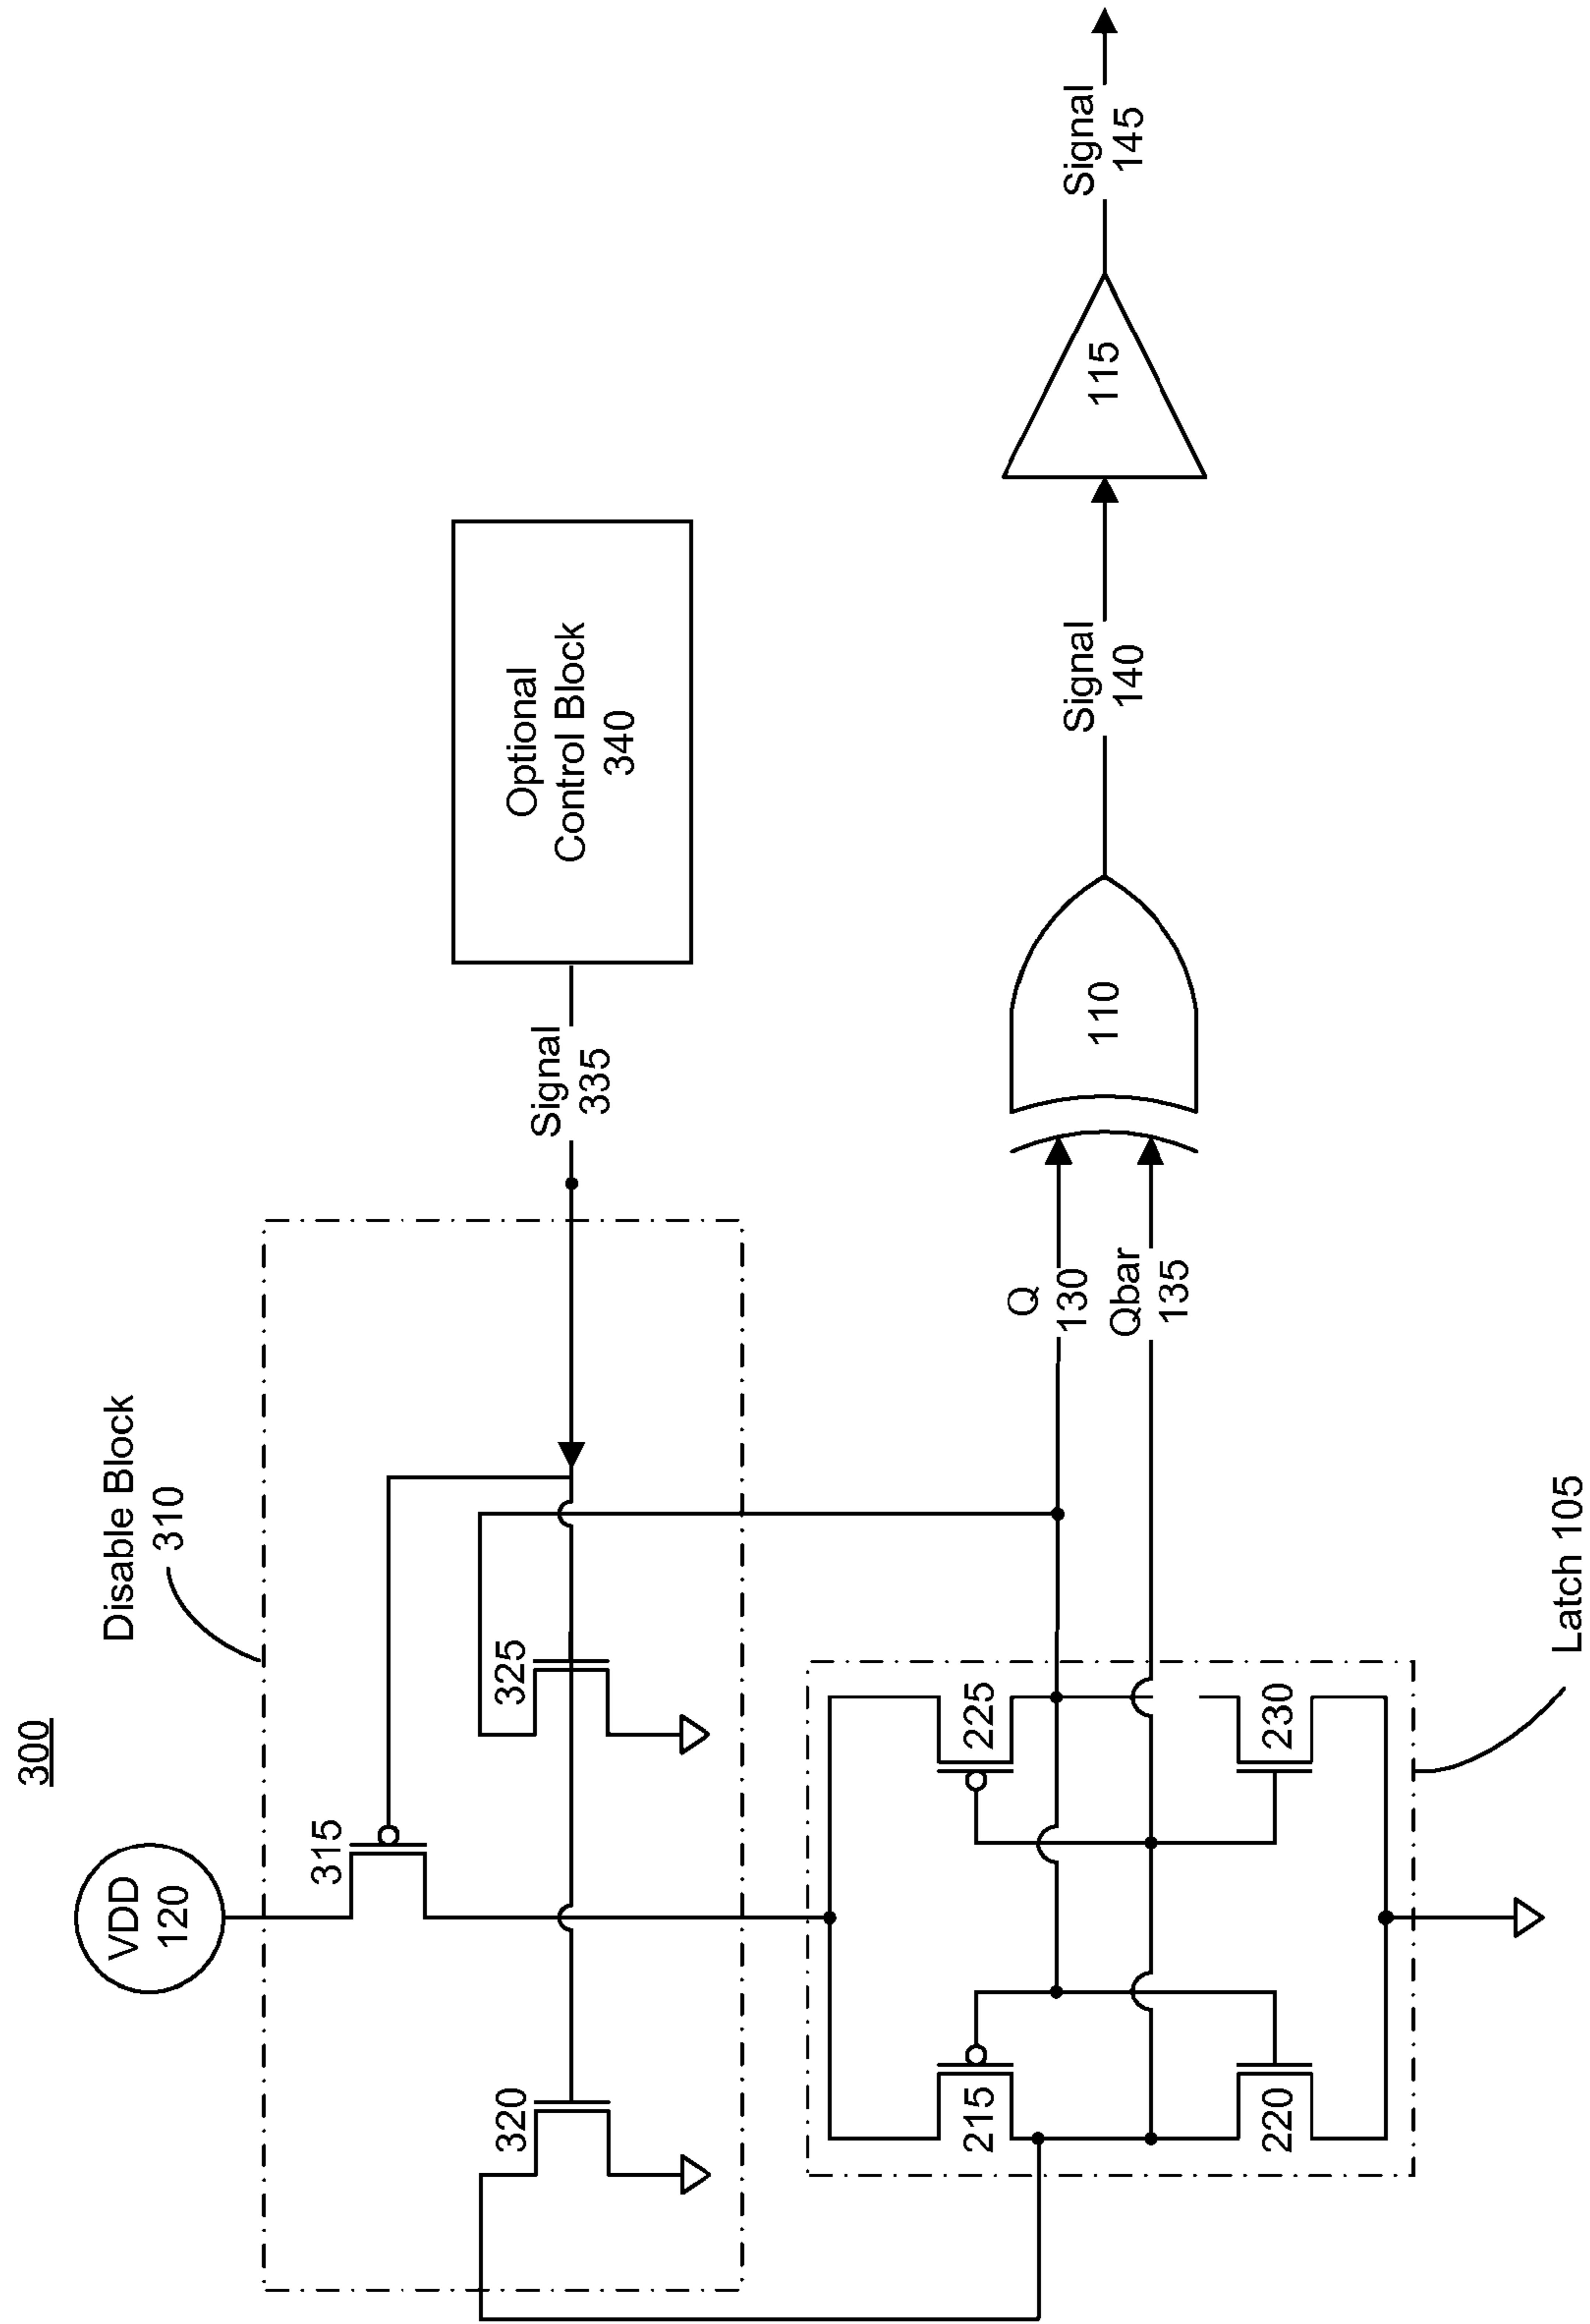 300
Disable Block
310
VDD
120
315
320
325
Signal
335
Optional
Control Block
340
215
225
220
230
Latch 105
Q
130
Qbar
135
110
Signal
140
115
Signal
145